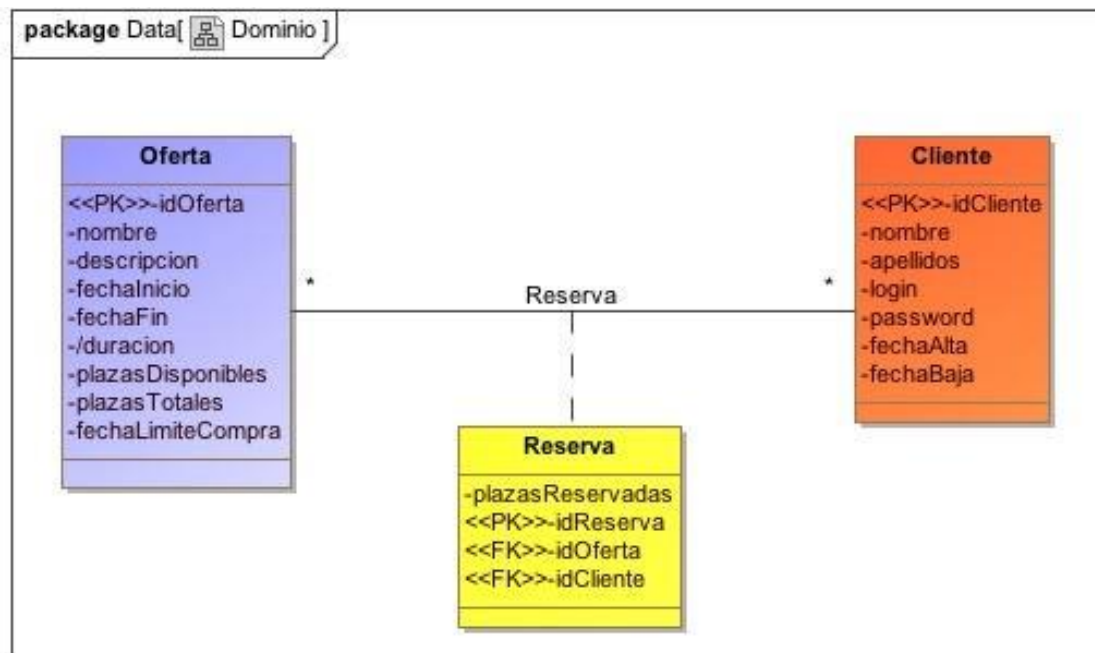 package Data[ Dominio ]
Oferta
<<PK>>-idOferta
-nombre
-descripcion
-fechaInicio
-fechaFin
-/duracion
-plazasDisponibles
-plazasTotales
-fechaLimiteCompra
*
Reserva
*
Cliente
<<PK>>-idCliente
-nombre
-apellidos
-login
-password
-fechaAlta
-fechaBaja
Reserva
-plazasReservadas
<<PK>>-idReserva
<<FK>>-idOferta
<<FK>>-idCliente